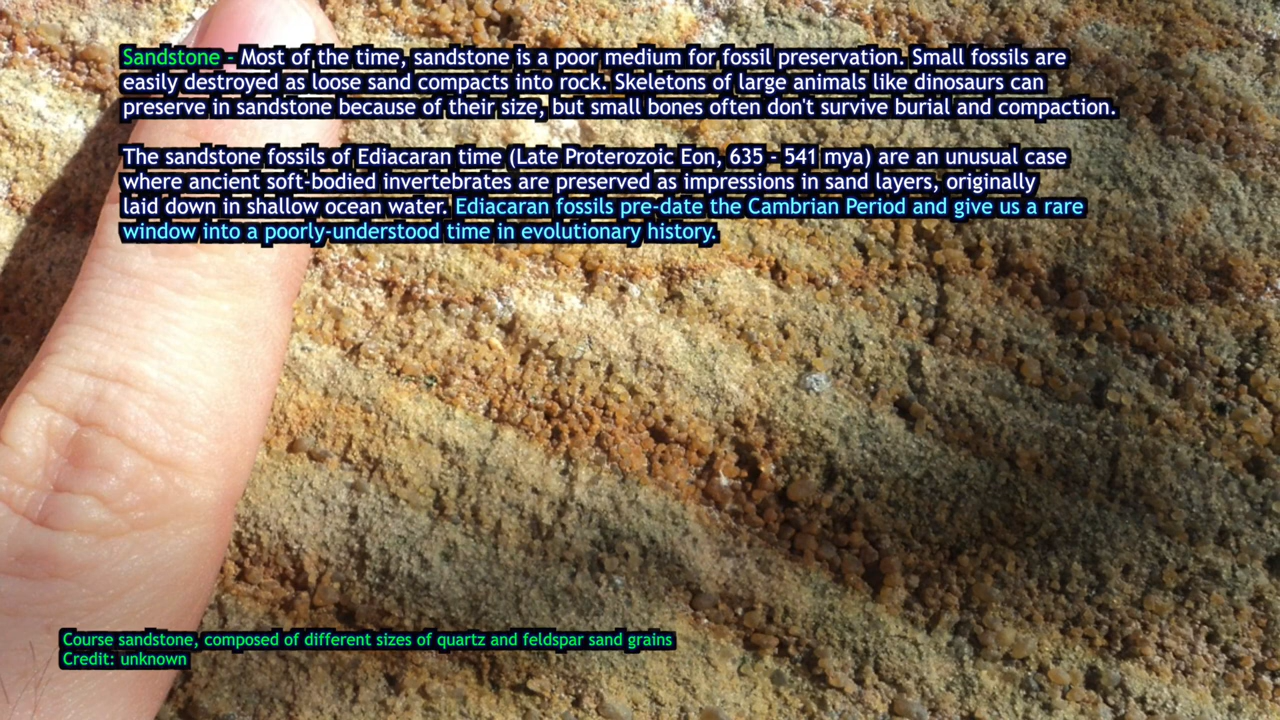 Sandstone - Most of the time, sandstone is a poor medium for fossil preservation. Small fossils are
easily destroyed as loose sand compacts into rock. Skeletons of large animals like dinosaurs can
preserve in sandstone because of their size, but small bones often don't survive burial and compaction.
The sandstone fossils of Ediacaran time (Late Proterozoic Eon, 635 - 541 mya) are an unusual case
where ancient soft-bodied invertebrates are preserved as impressions in sand layers, originally
laid down in shallow ocean water. Ediacaran fossils pre-date the Cambrian Period and give us a rare
window into a poorly-understood time in evolutionary history.
Course sandstone, composed of different sizes of quartz and feldspar sand grains
Credit: unknown